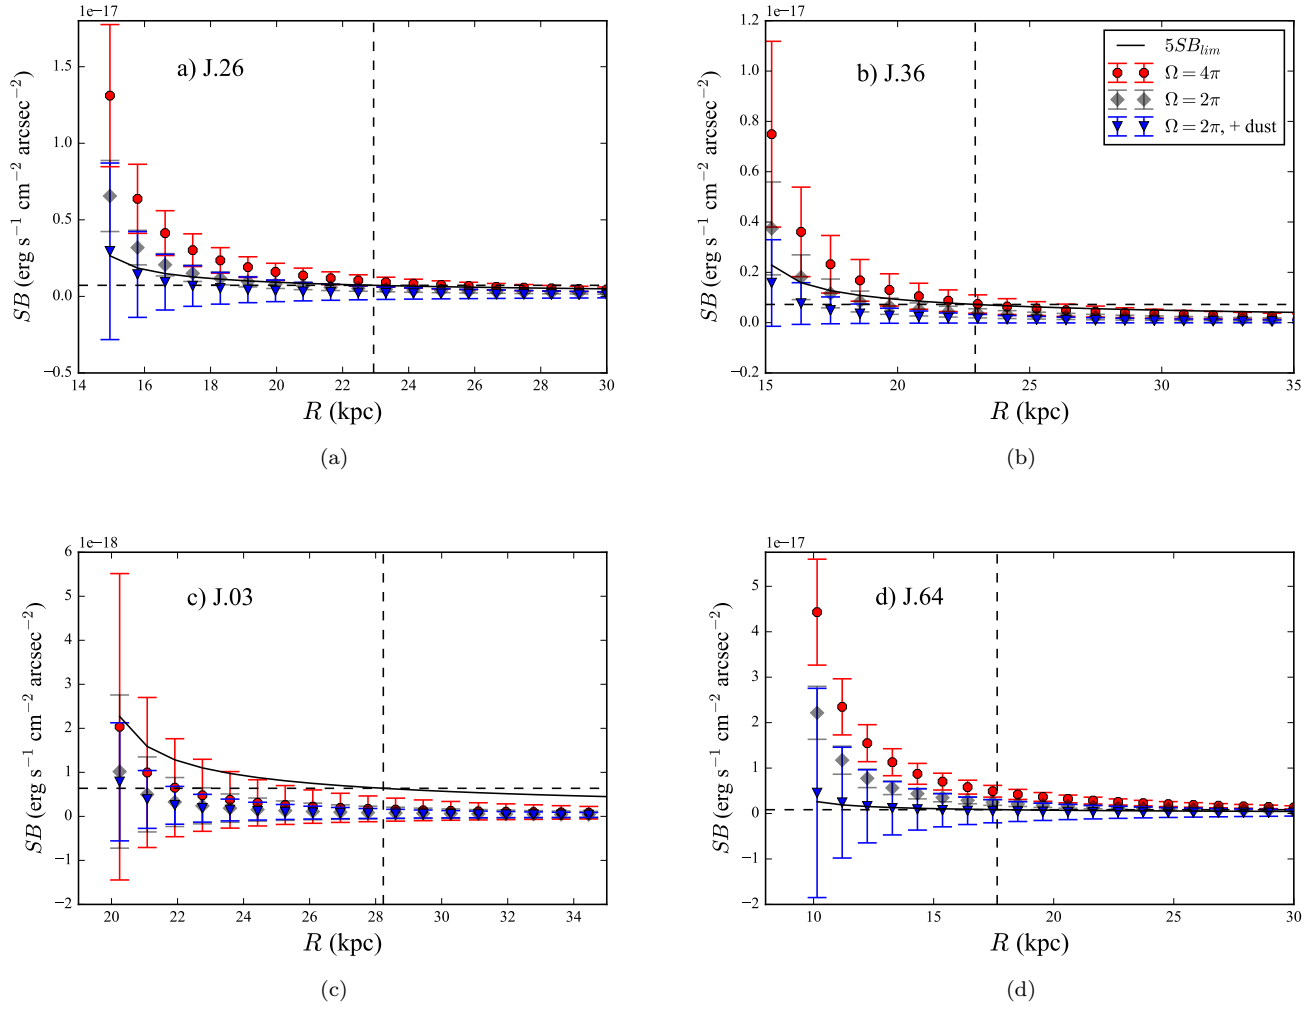 1e−17
a) J.26
SB (erg s−1 cm−2 arcsec−2)
1.5
1.0
0.5
0.0
−0.5
14 16 18 20 22 24 26 28 30
R (kpc)
(a)
1e−17
b) J.36
5SBlim
Ω = 4π
Ω = 2π
Ω = 2π, + dust
SB (erg s−1 cm−2 arcsec−2)
1.2
1.0
0.8
0.6
0.4
0.2
0.0
−0.2
15 20 25 30 35
R (kpc)
(b)
1e−18
c) J.03
SB (erg s−1 cm−2 arcsec−2)
6
5
4
3
2
1
0
−1
−2
20 22 24 26 28 30 32 34
R (kpc)
(c)
1e−17
d) J.64
SB (erg s−1 cm−2 arcsec−2)
5
4
3
2
1
0
−1
−2
10 15 20 25 30
R (kpc)
(d)